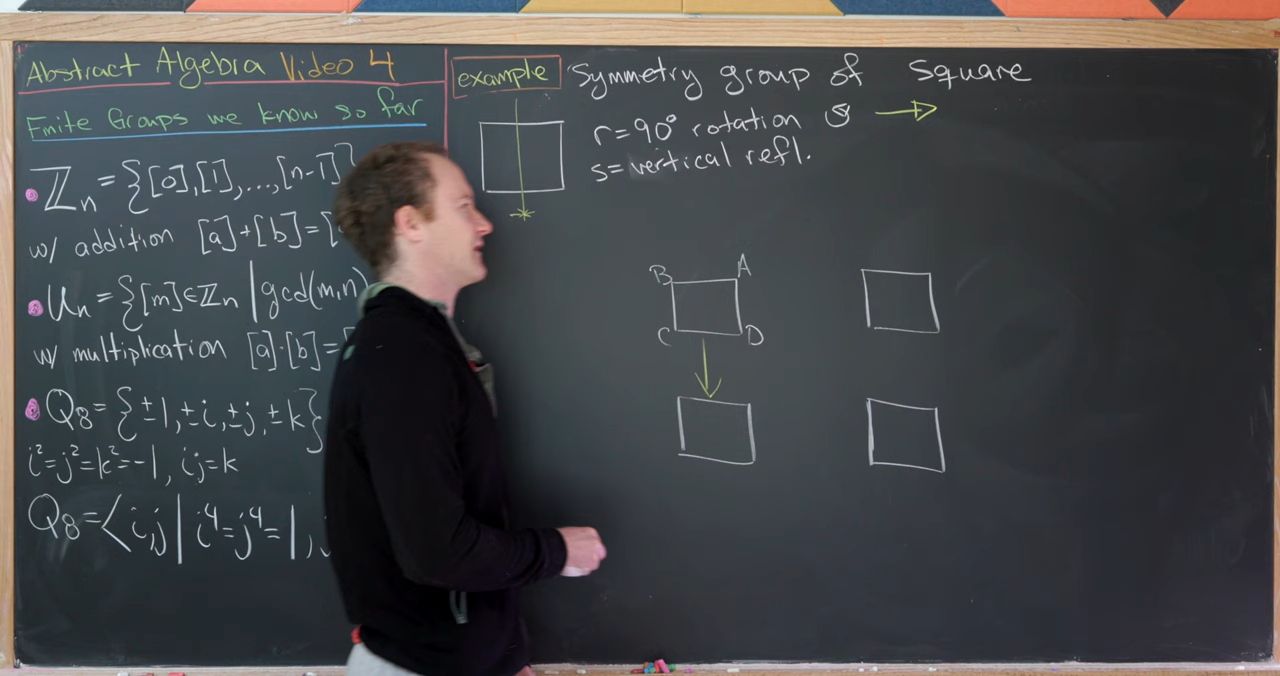 Abstract Algebra Video 4
Finite Groups we know so far
ℤₙ = {[0],[1],...,[n-1]}
w/ addition [a]+[b]=[
Uₙ = {[m]∈ℤₙ | gcd(m,n)
w/ multiplication [a]·[b]=[
Q₈ = {±1,±i,±j,±k}
i²=j²=k²=-1, ij=k
Q₈=⟨i,j | i⁴=j⁴=1,
example Symmetry group of Square
r=90° rotation ↺ →
s=vertical refl.
B A
C D